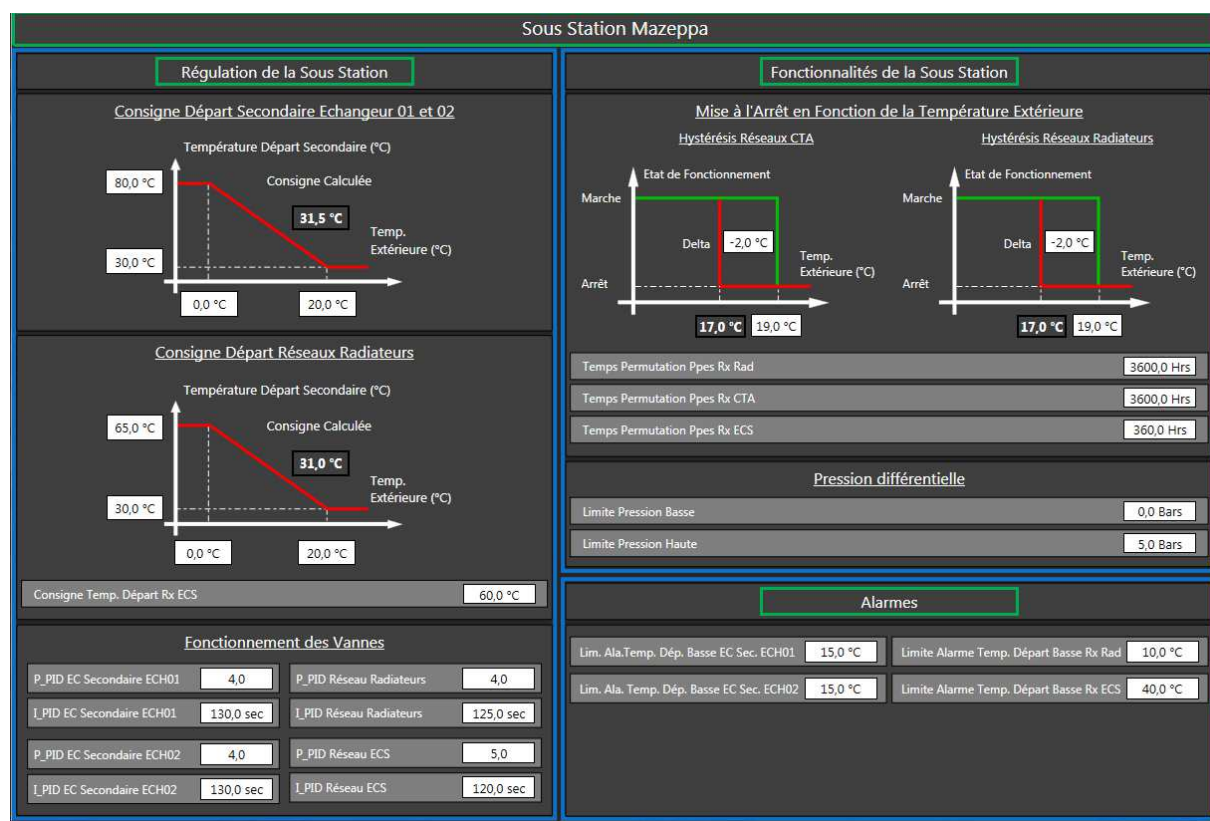 Sous Station Mazeppa
Régulation de la Sous Station
Consigne Départ Secondaire Echangeur 01 et 02
Température Départ Secondaire (°C)
80,0 °C
Consigne Calculée
31,5 °C
Temp.
Extérieure (°C)
30,0 °C
0,0 °C
20,0 °C
Consigne Départ Réseaux Radiateurs
Température Départ Secondaire (°C)
65,0 °C
Consigne Calculée
31,0 °C
Temp.
Extérieure (°C)
30,0 °C
0,0 °C
20,0 °C
Consigne Temp. Départ Rx ECS 60,0 °C
Fonctionnement des Vannes
P_PID EC Secondaire ECH01 4,0
P_PID Réseau Radiateurs 4,0
I_PID EC Secondaire ECH01 130,0 sec
I_PID Réseau Radiateurs 125,0 sec
P_PID EC Secondaire ECH02 4,0
P_PID Réseau ECS 5,0
I_PID EC Secondaire ECH02 130,0 sec
I_PID Réseau ECS 120,0 sec
Fonctionnalités de la Sous Station
Mise à l'Arrêt en Fonction de la Température Extérieure
Hystérésis Réseaux CTA
Etat de Fonctionnement
Marche
Delta -2,0 °C
Temp.
Extérieure (°C)
Arrêt
17,0 °C 19,0 °C
Hystérésis Réseaux Radiateurs
Etat de Fonctionnement
Marche
Delta -2,0 °C
Temp.
Extérieure (°C)
Arrêt
17,0 °C 19,0 °C
Temps Permutation Ppes Rx Rad 3600,0 Hrs
Temps Permutation Ppes Rx CTA 3600,0 Hrs
Temps Permutation Ppes Rx ECS 360,0 Hrs
Pression différentielle
Limite Pression Basse 0,0 Bars
Limite Pression Haute 5,0 Bars
Alarmes
Lim. Ala.Temp. Dép. Basse EC Sec. ECH01 15,0 °C
Limite Alarme Temp. Départ Basse Rx Rad 10,0 °C
Lim. Ala. Temp. Dép. Basse EC Sec. ECH02 15,0 °C
Limite Alarme Temp. Départ Basse Rx ECS 40,0 °C